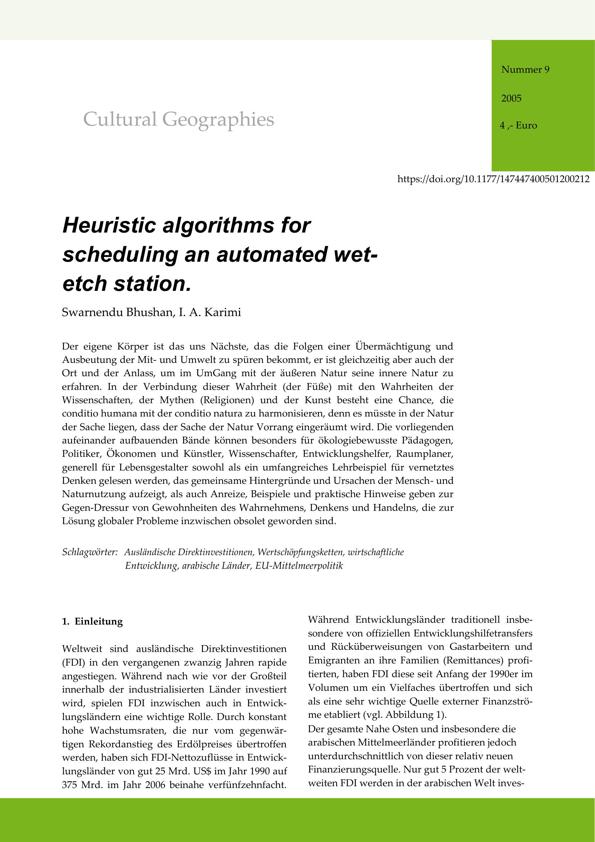 Nummer 9
2005
4 ,- Euro
Cultural Geographies
https://doi.org/10.1177/147447400501200212
Heuristic algorithms for
scheduling an automated wet-
etch station.
Swarnendu Bhushan, I. A. Karimi
Der eigene Körper ist das uns Nächste, das die Folgen einer Übermächtigung und
Ausbeutung der Mit- und Umwelt zu spüren bekommt, er ist gleichzeitig aber auch der
Ort und der Anlass, um im UmGang mit der äußeren Natur seine innere Natur zu
erfahren. In der Verbindung dieser Wahrheit (der Füße) mit den Wahrheiten der
Wissenschaften, der Mythen (Religionen) und der Kunst besteht eine Chance, die
conditio humana mit der conditio natura zu harmonisieren, denn es müsste in der Natur
der Sache liegen, dass der Sache der Natur Vorrang eingeräumt wird. Die vorliegenden
aufeinander aufbauenden Bände können besonders für ökologiebewusste Pädagogen,
Politiker, Ökonomen und Künstler, Wissenschafter, Entwicklungshelfer, Raumplaner,
generell für Lebensgestalter sowohl als ein umfangreiches Lehrbeispiel für vernetztes
Denken gelesen werden, das gemeinsame Hintergründe und Ursachen der Mensch- und
Naturnutzung aufzeigt, als auch Anreize, Beispiele und praktische Hinweise geben zur
Gegen-Dressur von Gewohnheiten des Wahrnehmens, Denkens und Handelns, die zur
Lösung globaler Probleme inzwischen obsolet geworden sind.
Schlagwörter: Ausländische Direktinvestitionen, Wertschöpfungsketten, wirtschaftliche
Entwicklung, arabische Länder, EU-Mittelmeerpolitik
1. Einleitung
Weltweit sind ausländische Direktinvestitionen
(FDI) in den vergangenen zwanzig Jahren rapide
angestiegen. Während nach wie vor der Großteil
innerhalb der industrialisierten Länder investiert
wird, spielen FDI inzwischen auch in Entwick-
lungsländern eine wichtige Rolle. Durch konstant
hohe Wachstumsraten, die nur vom gegenwär-
tigen Rekordanstieg des Erdölpreises übertroffen
werden, haben sich FDI-Nettozuflüsse in Entwick-
lungsländer von gut 25 Mrd. US$ im Jahr 1990 auf
375 Mrd. im Jahr 2006 beinahe verfünfzehnfacht.
Während Entwicklungsländer traditionell insbe-
sondere von offiziellen Entwicklungshilfetransfers
und Rücküberweisungen von Gastarbeitern und
Emigranten an ihre Familien (Remittances) profi-
tierten, haben FDI diese seit Anfang der 1990er im
Volumen um ein Vielfaches übertroffen und sich
als eine sehr wichtige Quelle externer Finanzströ-
me etabliert (vgl. Abbildung 1).
Der gesamte Nahe Osten und insbesondere die
arabischen Mittelmeerländer profitieren jedoch
unterdurchschnittlich von dieser relativ neuen
Finanzierungsquelle. Nur gut 5 Prozent der welt-
weiten FDI werden in der arabischen Welt inves-